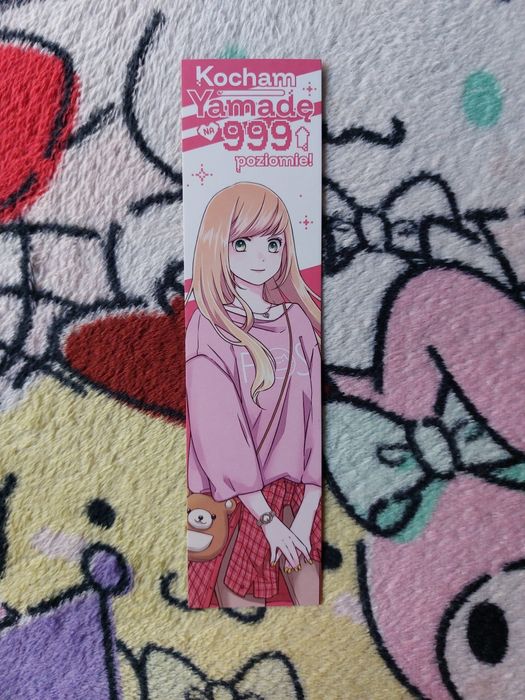 Kocham
Yamadę
NA 999
poziomie!